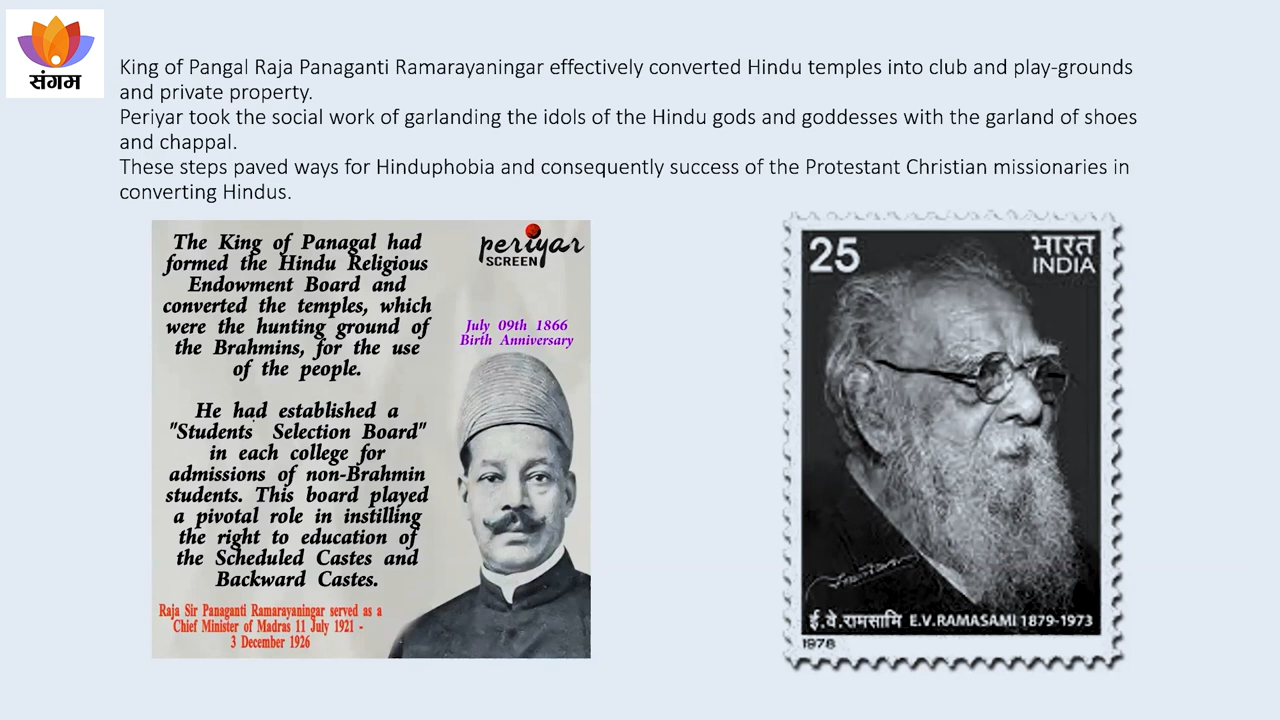 संगम
King of Pangal Raja Panaganti Ramarayaningar effectively converted Hindu temples into club and play-grounds
and private property.
Periyar took the social work of garlanding the idols of the Hindu gods and goddesses with the garland of shoes
and chappal.
These steps paved ways for Hinduphobia and consequently success of the Protestant Christian missionaries in
converting Hindus.
The King of Panagal had
formed the Hindu Religious
Endowment Board and
converted the temples, which
were the hunting ground of
the Brahmins, for the use
of the people.
He had established a
"Students Selection Board"
in each college for
admissions of non-Brahmin
students. This board played
a pivotal role in instilling
the right to education of
the Scheduled Castes and
Backward Castes.
Raja Sir Panaganti Ramarayaningar served as a
Chief Minister of Madras 11 July 1921 -
3 December 1926
periyar
SCREEN
July 09th 1866
Birth Anniversary
25
भारत
INDIA
ई.वे.रामसामि E.V.RAMASAMI 1879-1973
1978